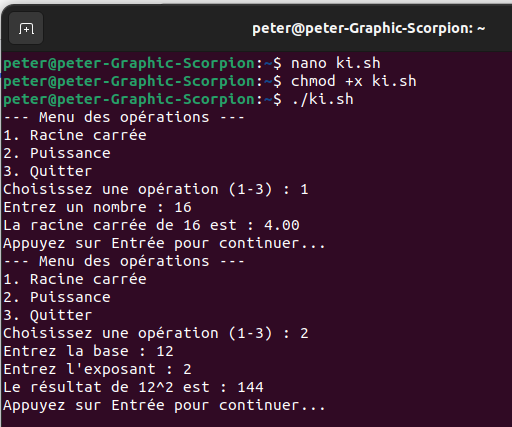 peter@peter-Graphic-Scorpion: ~
peter@peter-Graphic-Scorpion:~$ nano ki.sh
peter@peter-Graphic-Scorpion:~$ chmod +x ki.sh
peter@peter-Graphic-Scorpion:~$ ./ki.sh
--- Menu des opérations ---
1. Racine carrée
2. Puissance
3. Quitter
Choisissez une opération (1-3) : 1
Entrez un nombre : 16
La racine carrée de 16 est : 4.00
Appuyez sur Entrée pour continuer...
--- Menu des opérations ---
1. Racine carrée
2. Puissance
3. Quitter
Choisissez une opération (1-3) : 2
Entrez la base : 12
Entrez l'exposant : 2
Le résultat de 12^2 est : 144
Appuyez sur Entrée pour continuer...